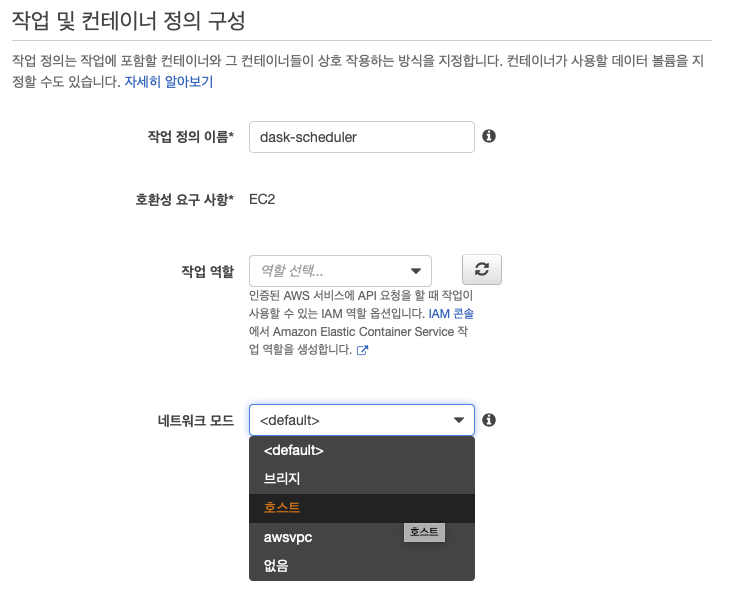 작업 및 컨테이너 정의 구성
작업 정의는 작업에 포함할 컨테이너와 그 컨테이너들이 상호 작용하는 방식을 지정합니다. 컨테이너가 사용할 데이터 볼륨을 지
정할 수도 있습니다. 자세히 알아보기
작업 정의 이름* dask-scheduler
호환성 요구 사항* EC2
작업 역할 역할 선택...
인증된 AWS 서비스에 API 요청을 할 때 작업이
사용할 수 있는 IAM 역할 옵션입니다. IAM 콘솔
에서 Amazon Elastic Container Service 작
업 역할을 생성합니다.
네트워크 모드 <default>
<default>
브리지
호스트
awsvpc
호스트
없음